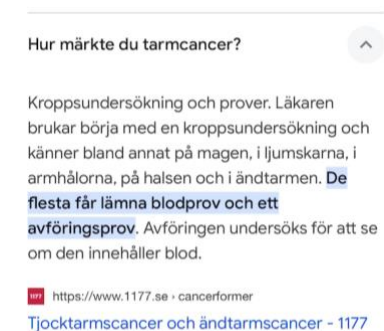 Hur märkte du tarmcancer?
Kroppsundersökning och prover. Läkaren
brukar börja med en kroppsundersökning och
känner bland annat på magen, i ljumskarna, i
armhålorna, på halsen och i ändtarmen. De
flesta får lämna blodprov och ett
avföringsprov. Avföringen undersöks för att se
om den innehåller blod.
1177 https://www.1177.se › cancerformer
Tjocktarmscancer och ändtarmscancer - 1177